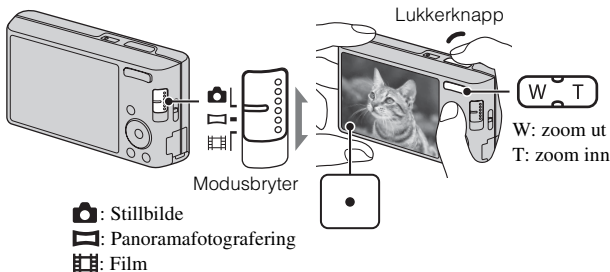 Lukkerknapp
W T
W: zoom ut
T: zoom inn
Modusbryter
: Stillbilde
: Panoramafotografering
: Film